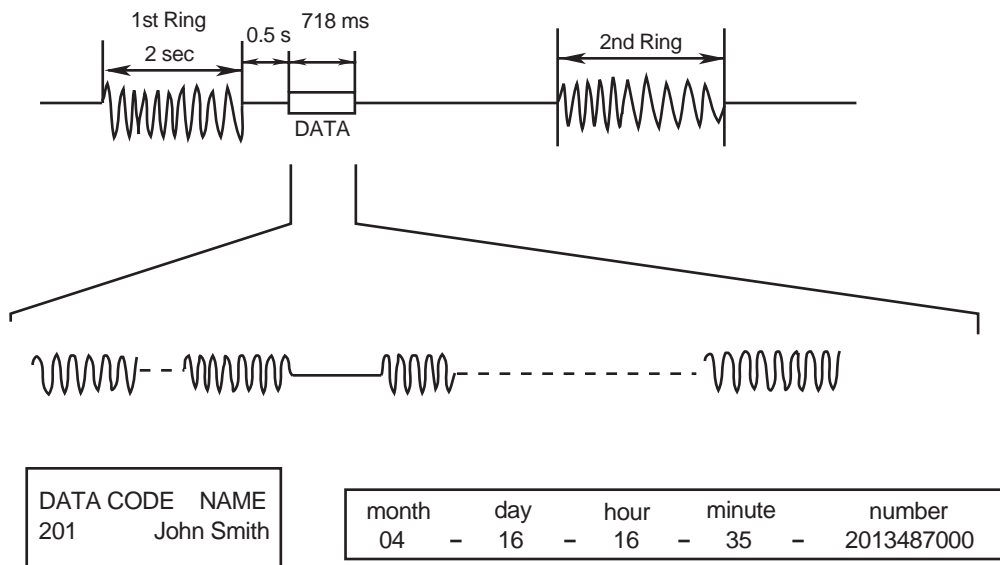 1st Ring
2 sec
0.5 s
718 ms
2nd Ring
DATA
DATA CODE NAME
201 John Smith
month day hour minute number
04 – 16 – 16 – 35 – 2013487000